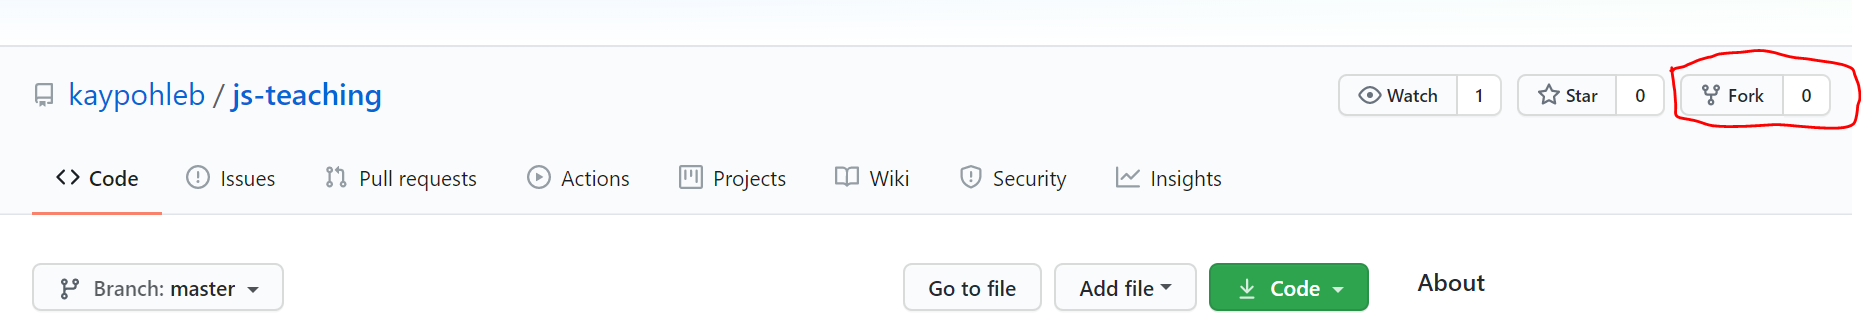 kaypohleb / js-teaching Watch 1 Star 0 Fork 0
Code Issues Pull requests Actions Projects Wiki Security Insights
Branch: master Go to file Add file Code About